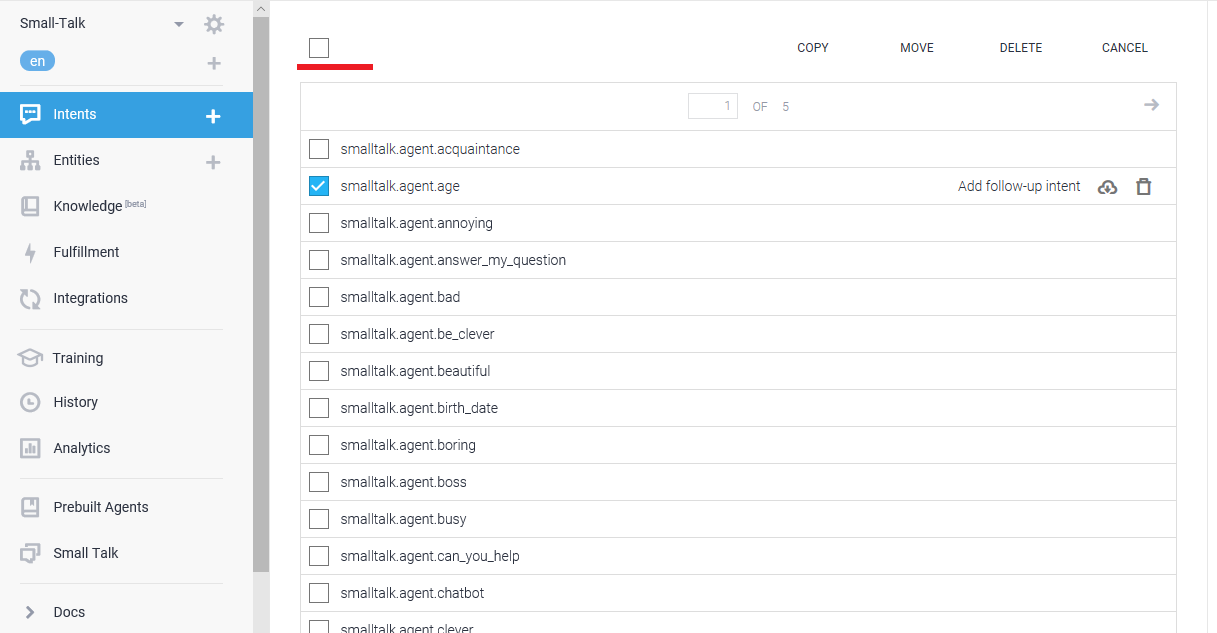 Small-Talk
en
Intents
Entities
Knowledge [beta]
Fulfillment
Integrations
Training
History
Analytics
Prebuilt Agents
Small Talk
Docs
COPY MOVE DELETE CANCEL
1 OF 5
smalltalk.agent.acquaintance
smalltalk.agent.age Add follow-up intent
smalltalk.agent.annoying
smalltalk.agent.answer_my_question
smalltalk.agent.bad
smalltalk.agent.be_clever
smalltalk.agent.beautiful
smalltalk.agent.birth_date
smalltalk.agent.boring
smalltalk.agent.boss
smalltalk.agent.busy
smalltalk.agent.can_you_help
smalltalk.agent.chatbot
smalltalk.agent.clever